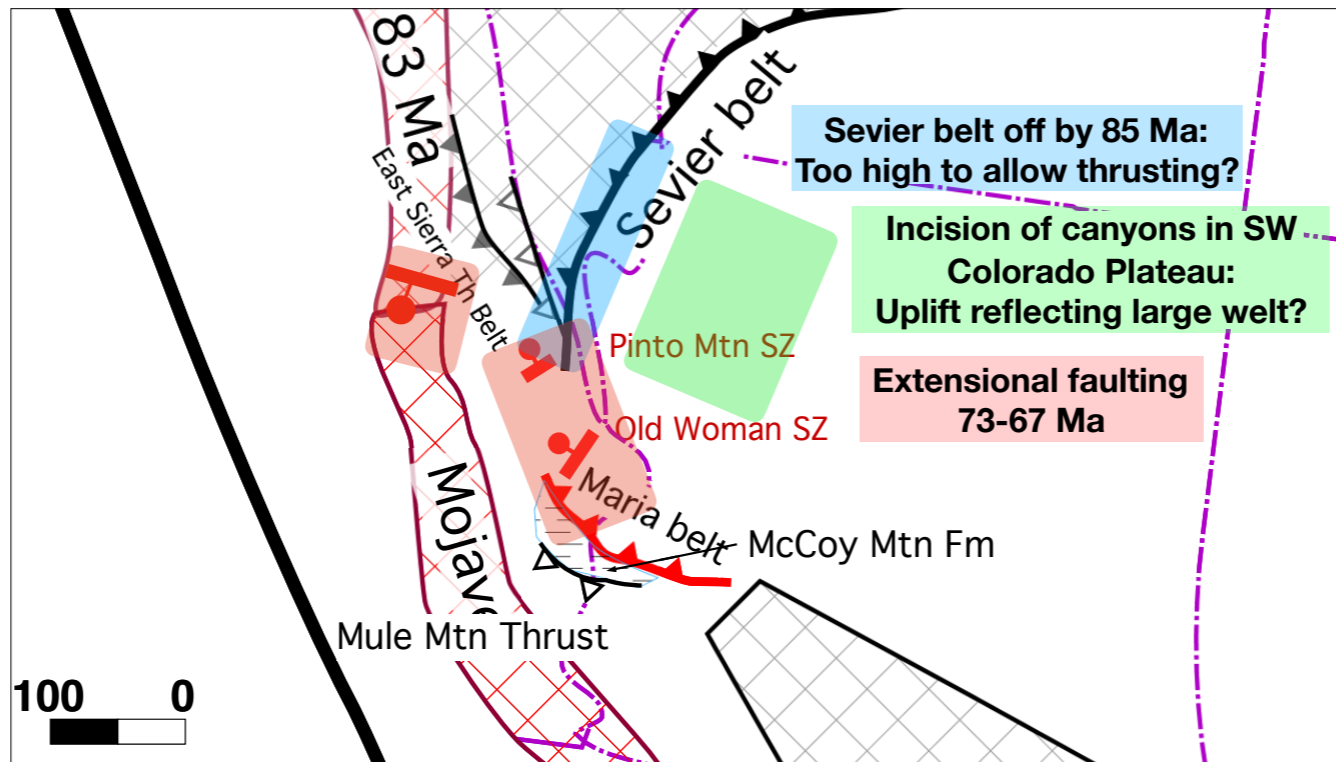 83 Ma
East Sierra Th Belt
Sevier belt
Sevier belt off by 85 Ma:
Too high to allow thrusting?
Incision of canyons in SW
Colorado Plateau:
Uplift reflecting large welt?
Pinto Mtn SZ
Extensional faulting
73-67 Ma
Old Woman SZ
Maria belt
McCoy Mtn Fm
Mojave
Mule Mtn Thrust
100 0